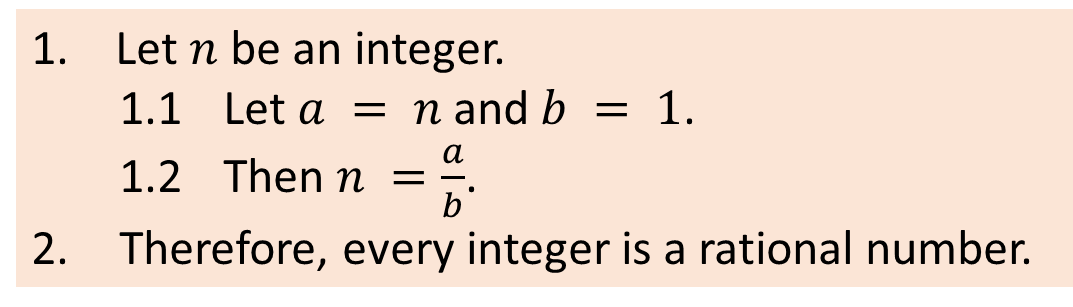 1. Let n be an integer.
1.1 Let a = n and b = 1.
1.2 Then n = a/b.
2. Therefore, every integer is a rational number.